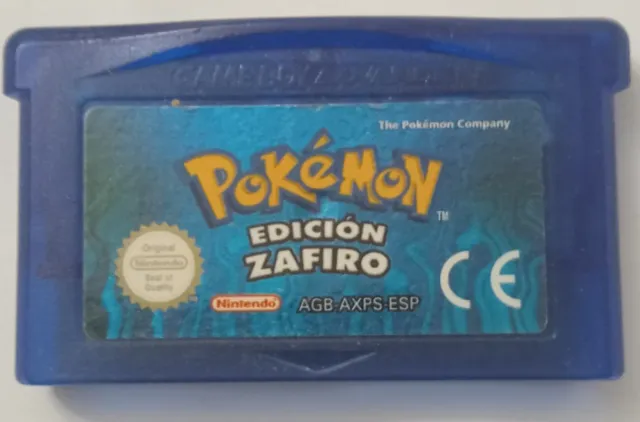 GAME BOY ADVANCE
The Pokémon Company
POKéMON
TM
EDICIÓN
ZAFIRO
Original
Nintendo
Seal of
Quality
Nintendo
AGB-AXPS-ESP
CE